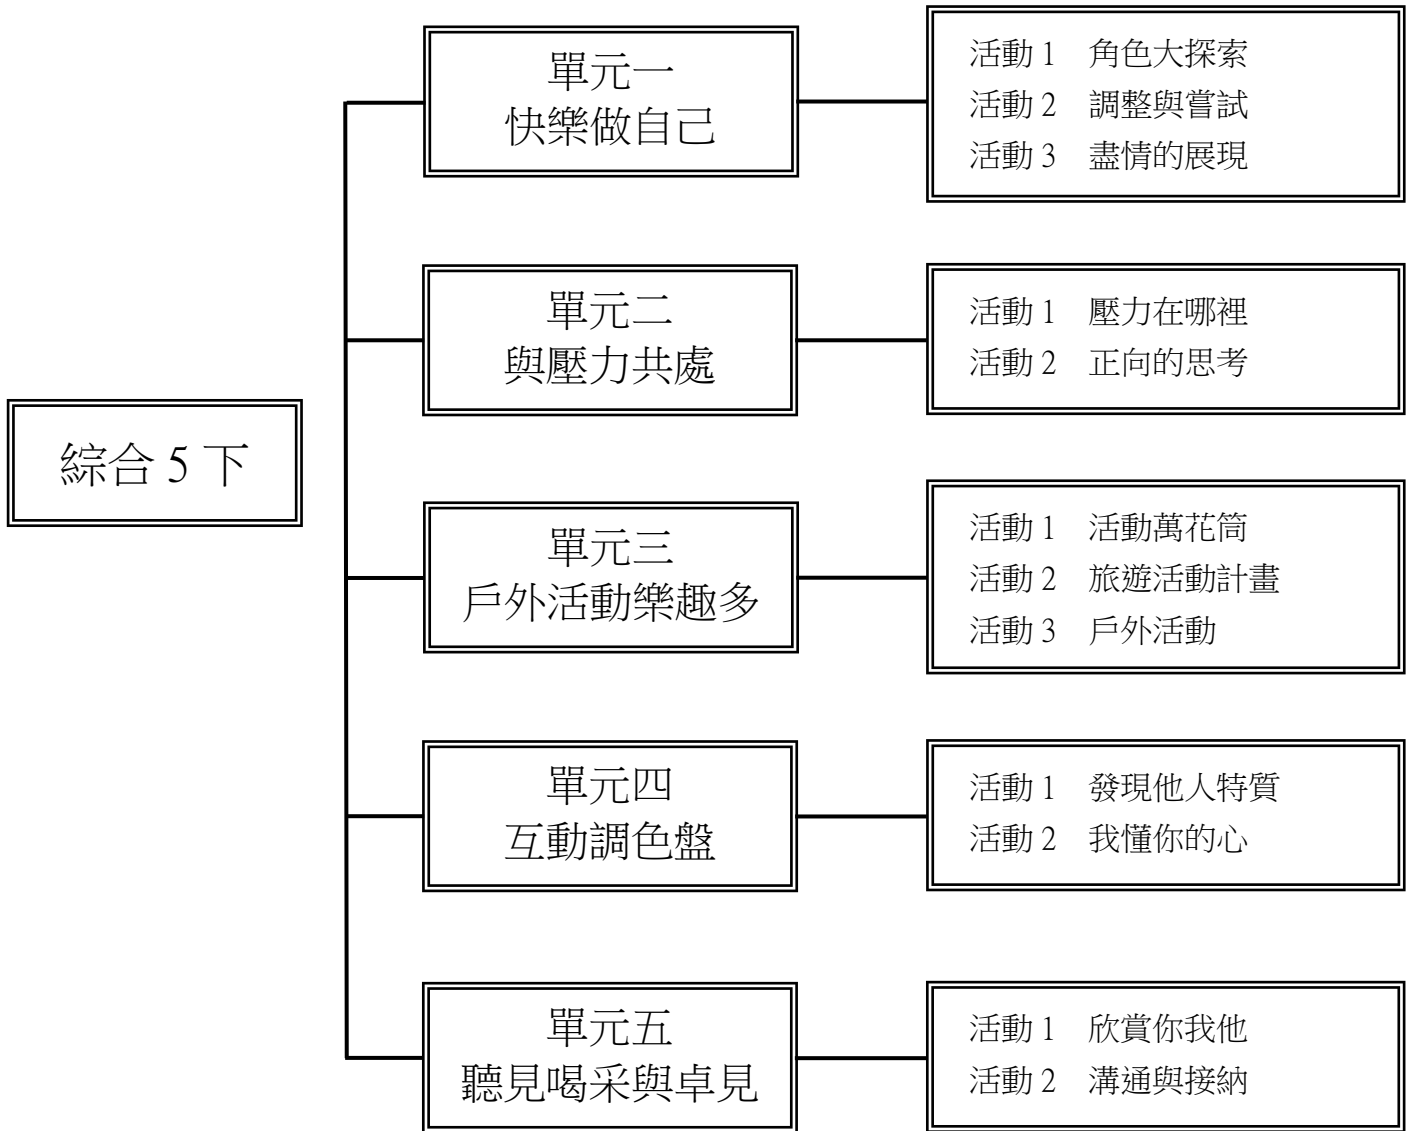 綜合 5 下
單元一
快樂做自己
活動 1 角色大探索
活動 2 調整與嘗試
活動 3 盡情的展現
單元二
與壓力共處
活動 1 壓力在哪裡
活動 2 正向的思考
單元三
戶外活動樂趣多
活動 1 活動萬花筒
活動 2 旅遊活動計畫
活動 3 戶外活動
單元四
互動調色盤
活動 1 發現他人特質
活動 2 我懂你的心
單元五
聽見喝采與卓見
活動 1 欣賞你我他
活動 2 溝通與接納